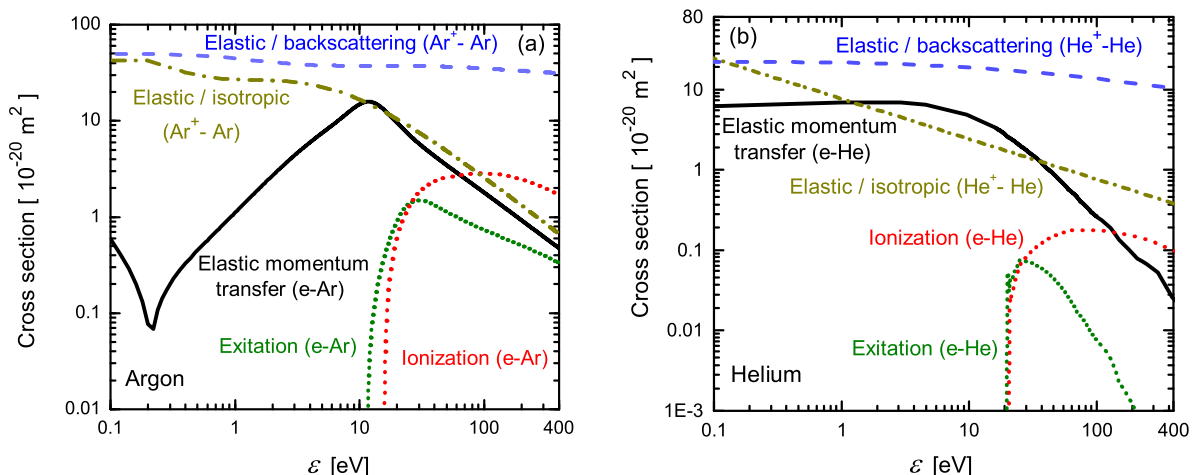 100
10
1
0.1
0.01
Cross section [ 10⁻²⁰ m² ]
Elastic / backscattering (Ar⁺- Ar)
(a)
Elastic / isotropic
(Ar⁺- Ar)
Elastic momentum
transfer (e-Ar)
Exitation (e-Ar)
Ionization (e-Ar)
Argon
0.1 1 10 100 400
ε [eV]
80
10
1
0.1
0.01
1E-3
Cross section [ 10⁻²⁰ m² ]
(b)
Elastic / backscattering (He⁺-He)
Elastic momentum
transfer (e-He)
Elastic / isotropic (He⁺- He)
Ionization (e-He)
Exitation (e-He)
Helium
0.1 1 10 100 400
ε [eV]